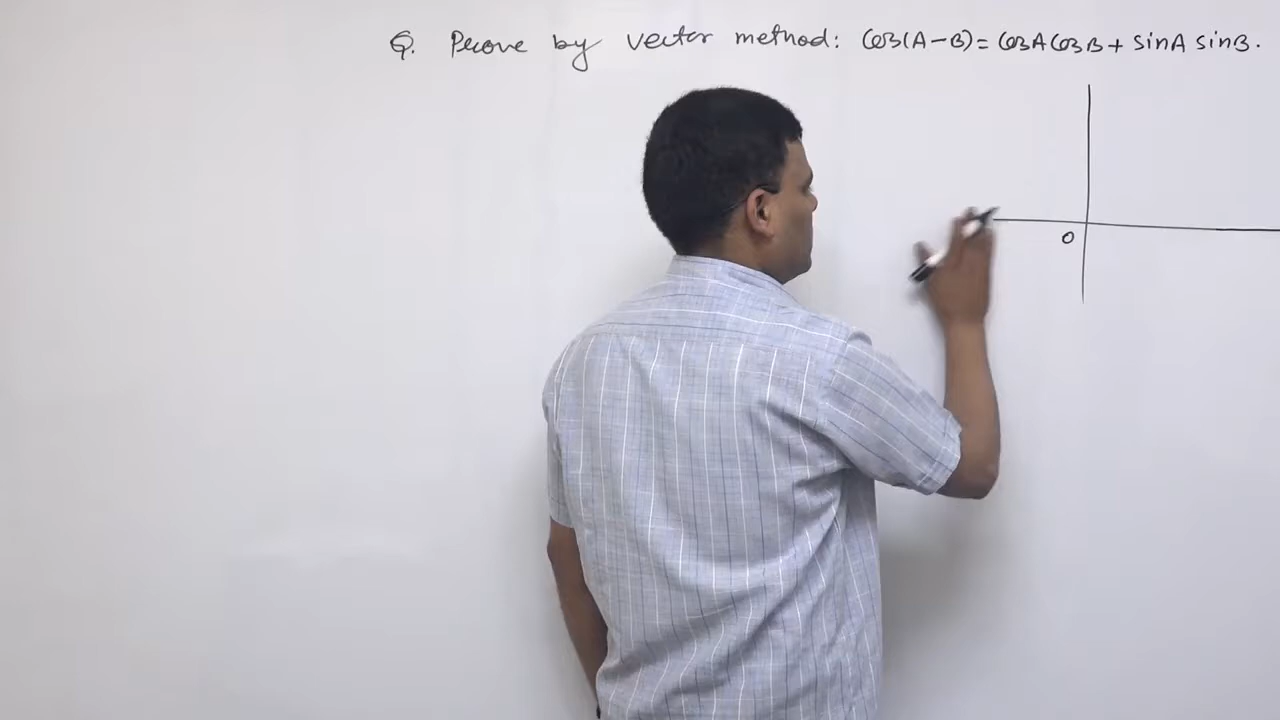 Q. Prove by vector method: Cos(A-B) = CosA CosB + sinA sinB.
O